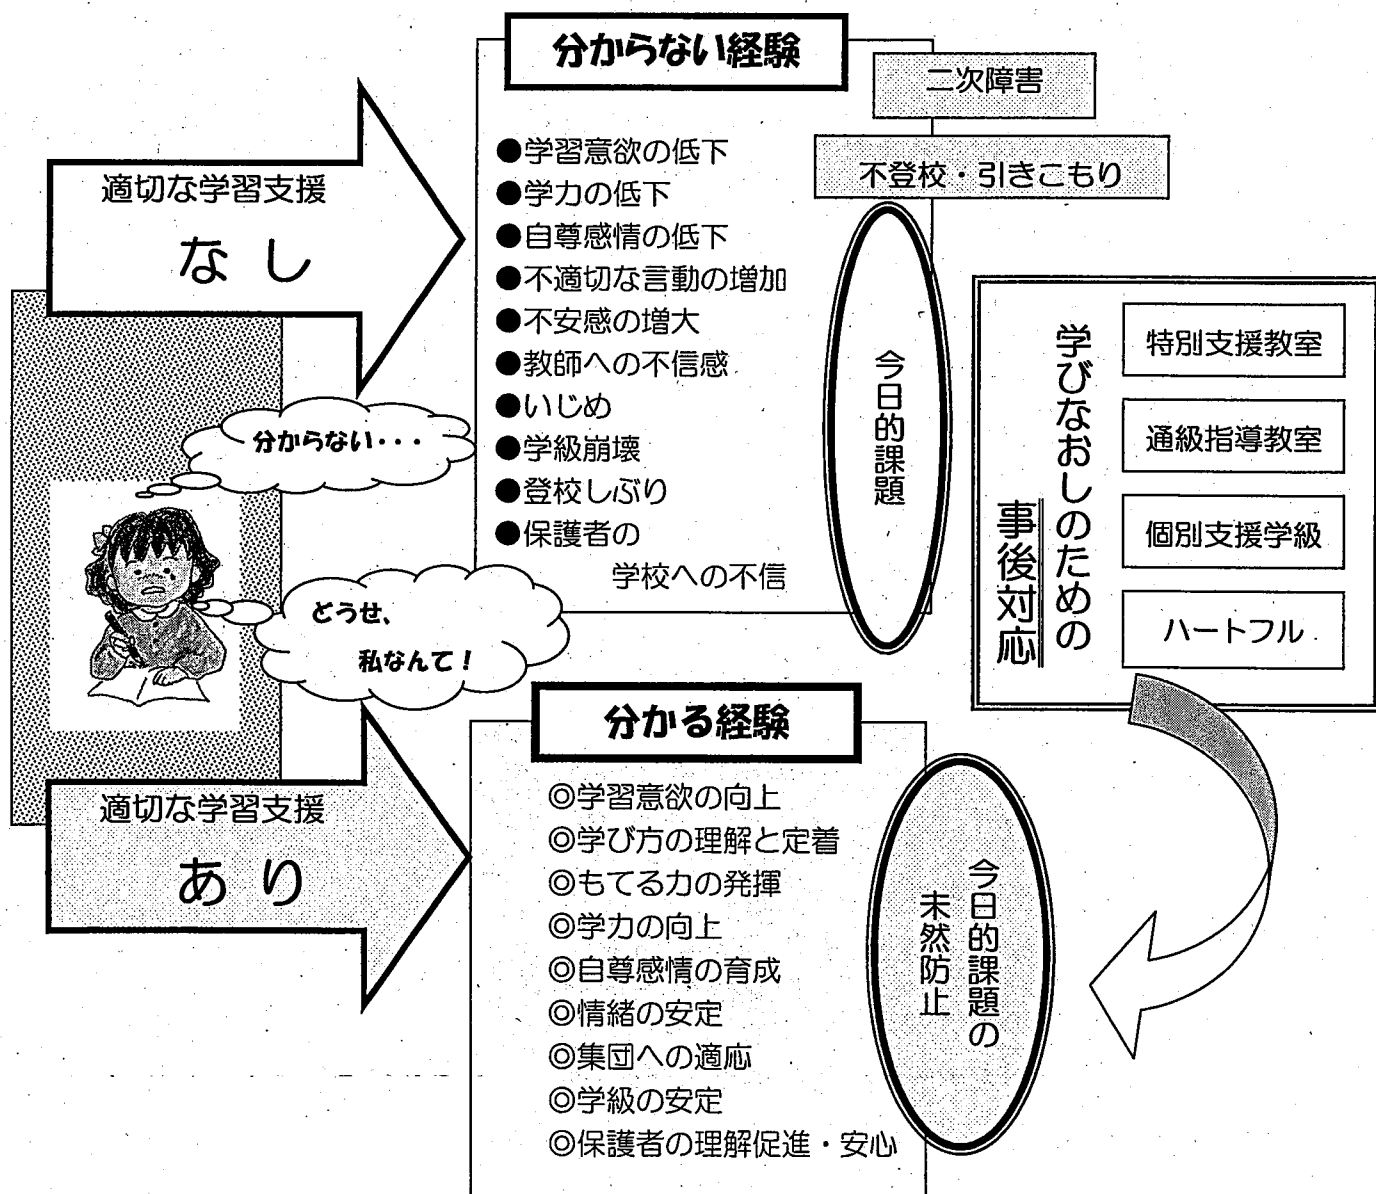 分からない経験
二次障害
不登校・引きこもり
適切な学習支援
なし
●学習意欲の低下
●学力の低下
●自尊感情の低下
●不適切な言動の増加
●不安感の増大
●教師への不信感
●いじめ
●学級崩壊
●登校しぶり
●保護者の
学校への不信
今日的課題
学びなおしのための
事後対応
特別支援教室
通級指導教室
個別支援学級
ハートフル
分からない・・・
どうせ、
私なんて！
分かる経験
適切な学習支援
あり
◎学習意欲の向上
◎学び方の理解と定着
◎もてる力の発揮
◎学力の向上
◎自尊感情の育成
◎情緒の安定
◎集団への適応
◎学級の安定
◎保護者の理解促進・安心
今日的課題の
未然防止